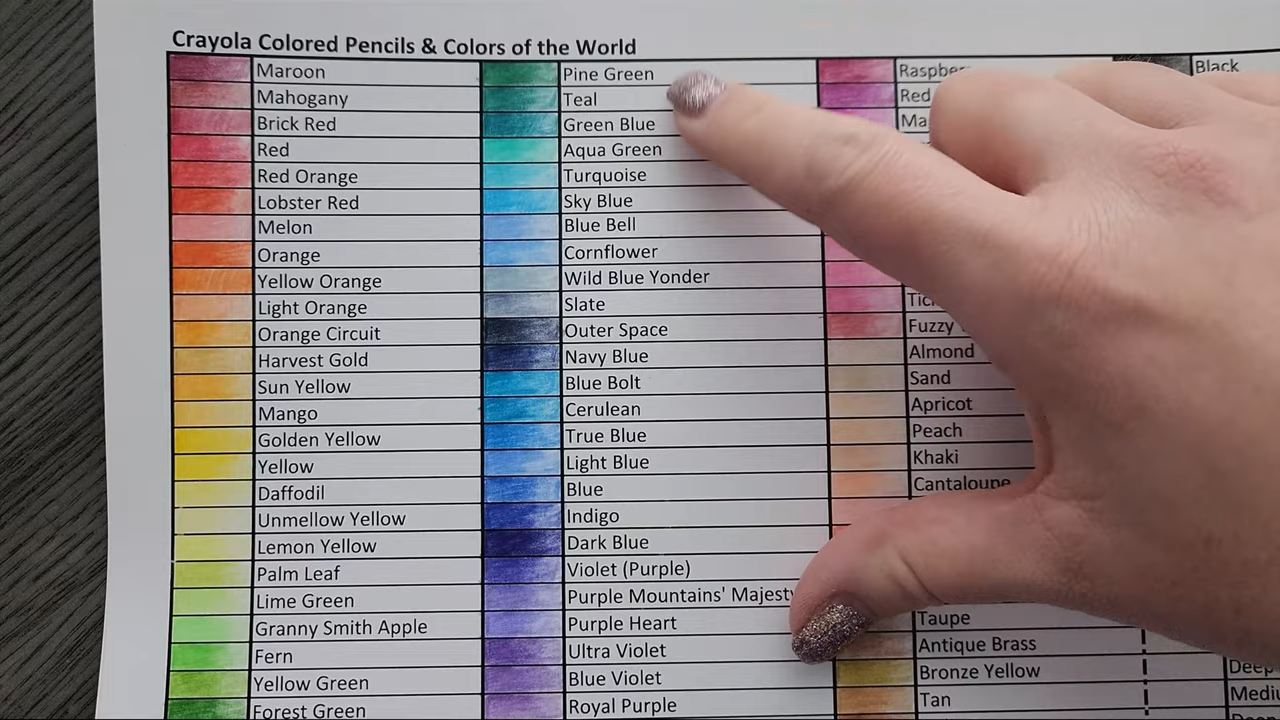 Crayola Colored Pencils & Colors of the World
Maroon
Mahogany
Brick Red
Red
Red Orange
Lobster Red
Melon
Orange
Yellow Orange
Light Orange
Orange Circuit
Harvest Gold
Sun Yellow
Mango
Golden Yellow
Yellow
Daffodil
Unmellow Yellow
Lemon Yellow
Palm Leaf
Lime Green
Granny Smith Apple
Fern
Yellow Green
Forest Green
Pine Green
Teal
Green Blue
Aqua Green
Turquoise
Sky Blue
Blue Bell
Cornflower
Wild Blue Yonder
Slate
Outer Space
Navy Blue
Blue Bolt
Cerulean
True Blue
Light Blue
Blue
Indigo
Dark Blue
Violet (Purple)
Purple Mountains' Majesty
Purple Heart
Ultra Violet
Blue Violet
Royal Purple
Red
Fuzzy
Almond
Sand
Apricot
Peach
Khaki
Cantaloupe
Taupe
Antique Brass
Bronze Yellow
Tan
Black